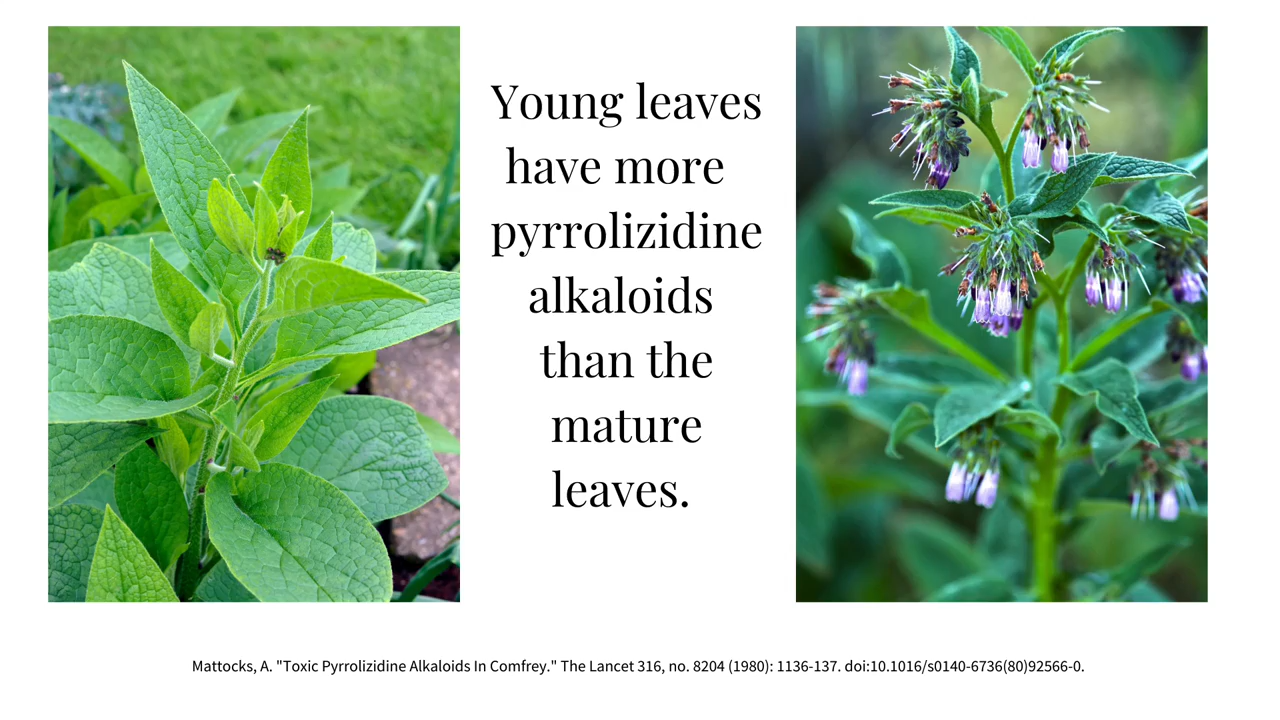 Young leaves
have more
pyrrolizidine
alkaloids
than the
mature
leaves.
Mattocks, A. "Toxic Pyrrolizidine Alkaloids In Comfrey." The Lancet 316, no. 8204 (1980): 1136-137. doi:10.1016/s0140-6736(80)92566-0.